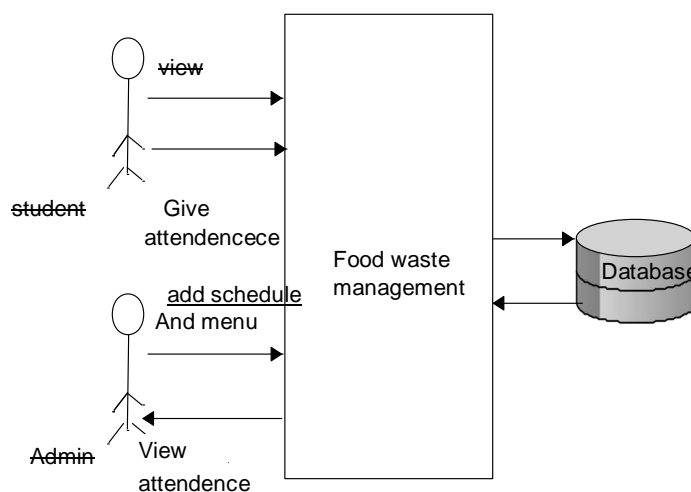 view
student
Give
attendencece
Food waste
management
Database
add schedule
And menu
Admin
View
attendence